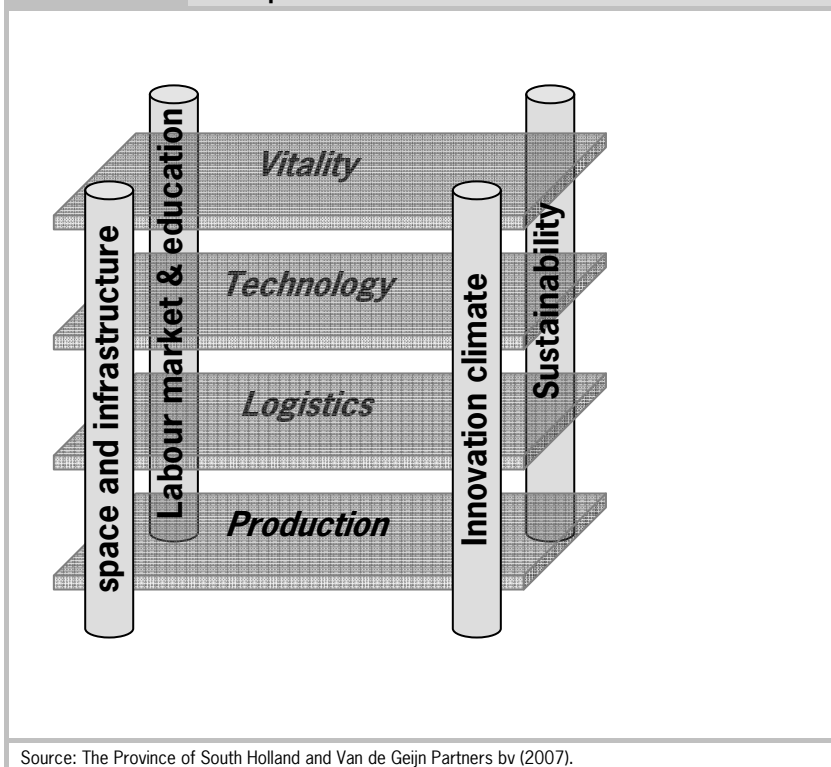 Vitality
Technology
Logistics
Production
space and infrastructure
Labour market & education
Innovation climate
Sustainability
Source: The Province of South Holland and Van de Geijn Partners bv (2007).